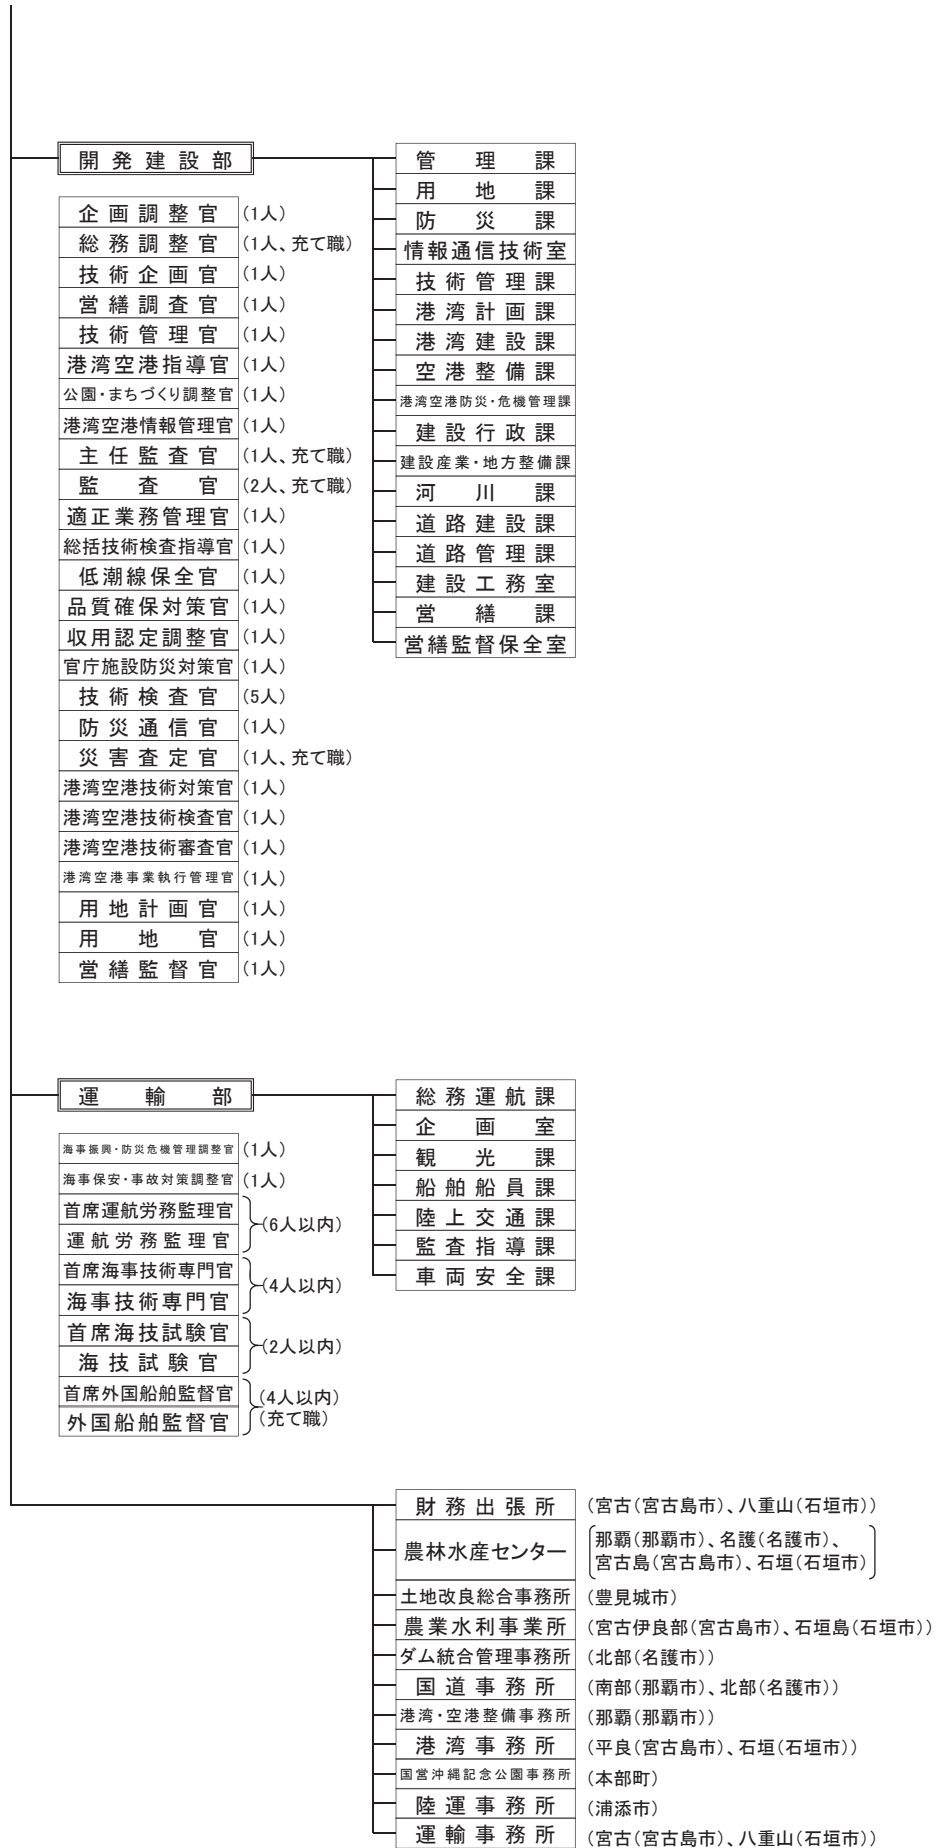 開発建設部
企画調整官(1人)
総務調整官(1人、充て職)
技術企画官(1人)
営繕調査官(1人)
技術管理官(1人)
港湾空港指導官(1人)
公園・まちづくり調整官(1人)
港湾空港情報管理官(1人)
主任監査官(1人、充て職)
監査官(2人、充て職)
適正業務管理官(1人)
総括技術検査指導官(1人)
低潮線保全官(1人)
品質確保対策官(1人)
収用認定調整官(1人)
官庁施設防災対策官(1人)
技術検査官(5人)
防災通信官(1人)
災害査定官(1人、充て職)
港湾空港技術対策官(1人)
港湾空港技術検査官(1人)
港湾空港技術審査官(1人)
港湾空港事業執行管理官(1人)
用地計画官(1人)
用地官(1人)
営繕監督官(1人)
管理課
用地課
防災課
情報通信技術室
技術管理課
港湾計画課
港湾建設課
空港整備課
港湾空港防災・危機管理課
建設行政課
建設産業・地方整備課
河川課
道路建設課
道路管理課
建設工務室
営繕課
営繕監督保全室
運輸部
海事振興・防災危機管理調整官(1人)
海事保安・事故対策調整官(1人)
首席運航労務監理官
運航労務監理官
(6人以内)
首席海事技術専門官
海事技術専門官
(4人以内)
首席海技試験官
海技試験官
(2人以内)
首席外国船舶監督官
外国船舶監督官
(4人以内)
(充て職)
総務運航課
企画室
観光課
船舶船員課
陸上交通課
監査指導課
車両安全課
財務出張所(宮古(宮古島市)、八重山(石垣市))
農林水産センター
那覇(那覇市)、名護(名護市)、
宮古島(宮古島市)、石垣(石垣市)
土地改良総合事務所(豊見城市)
農業水利事業所(宮古伊良部(宮古島市)、石垣島(石垣市))
ダム統合管理事務所(北部(名護市))
国道事務所(南部(那覇市)、北部(名護市))
港湾・空港整備事務所(那覇(那覇市))
港湾事務所(平良(宮古島市)、石垣(石垣市))
国営沖縄記念公園事務所(本部町)
陸運事務所(浦添市)
運輸事務所(宮古(宮古島市)、八重山(石垣市))